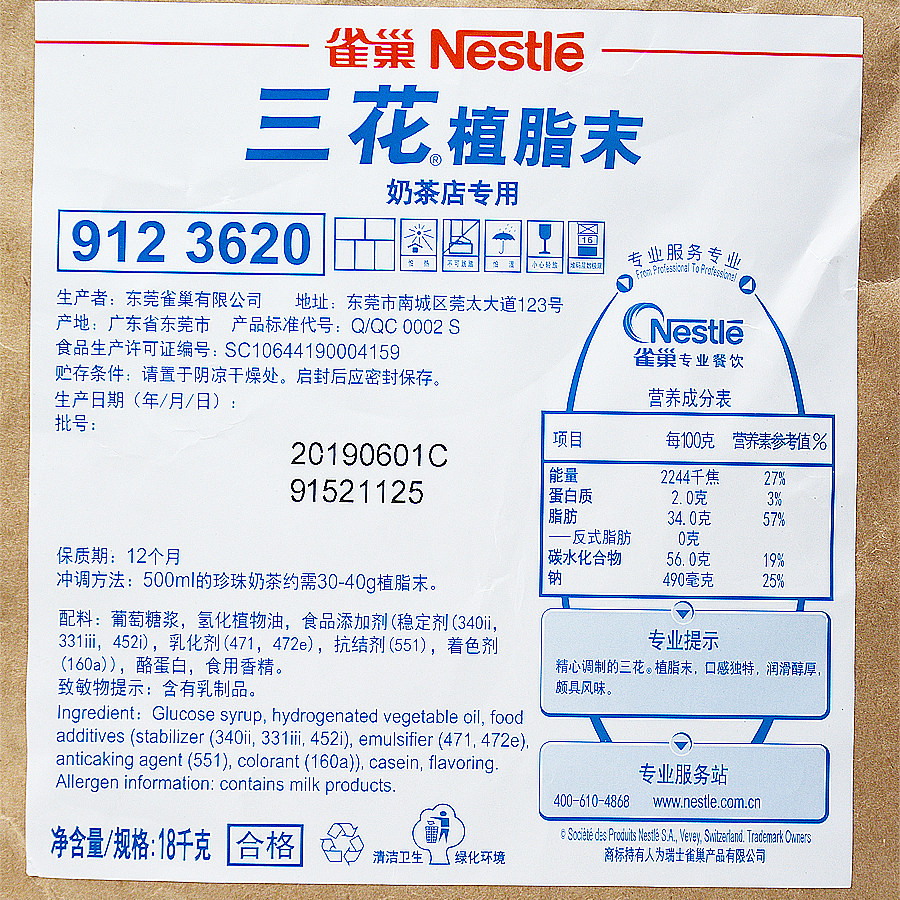 雀巢 Nestlé
三花® 植脂末
奶茶店专用
912 3620
怕热
怕湿
小心轻放
16
生产者：东莞雀巢有限公司 地址：东莞市南城区莞太大道123号
产地：广东省东莞市 产品标准代号：Q/QC 0002 S
食品生产许可证编号：SC10644190004159
贮存条件：请置于阴凉干燥处。启封后应密封保存。
生产日期（年/月/日）：
批号：
20190601C
91521125
保质期：12个月
冲调方法：500ml的珍珠奶茶约需30-40g植脂末。
配料：葡萄糖浆，氢化植物油，食品添加剂（稳定剂（340ii，
331iii，452i），乳化剂（471，472e），抗结剂（551），着色剂
（160a）），酪蛋白，食用香精。
致敏物提示：含有乳制品。
Ingredient: Glucose syrup, hydrogenated vegetable oil, food
additives (stabilizer (340ii, 331iii, 452i), emulsifier (471, 472e),
anticaking agent (551), colorant (160a)), casein, flavoring.
Allergen information: contains milk products.
净含量/规格：18千克 合格
清洁卫生 绿化环境
专业服务专业
From Professional To Professional
Nestlé
雀巢专业餐饮
营养成分表
项目 每100克 营养素参考值%
能量 2244千焦 27%
蛋白质 2.0克 3%
脂肪 34.0克 57%
——反式脂肪 0克
碳水化合物 56.0克 19%
钠 490毫克 25%
专业提示
精心调制的三花®植脂末，口感独特，润滑醇厚，
颇具风味。
专业服务站
400-610-4868 www.nestle.com.cn
© Société des Produits Nestlé S.A., Vevey, Switzerland. Trademark Owners
商标持有人为瑞士雀巢产品有限公司